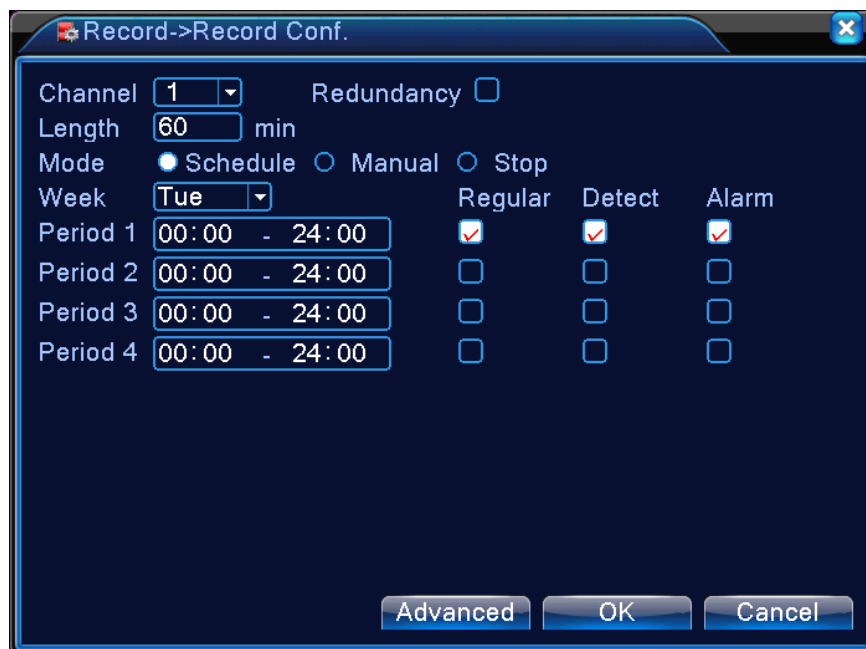 Record->Record Conf.
Channel 1 Redundancy
Length 60 min
Mode Schedule Manual Stop
Week Tue Regular Detect Alarm
Period 1 00:00 - 24:00
Period 2 00:00 - 24:00
Period 3 00:00 - 24:00
Period 4 00:00 - 24:00
Advanced OK Cancel